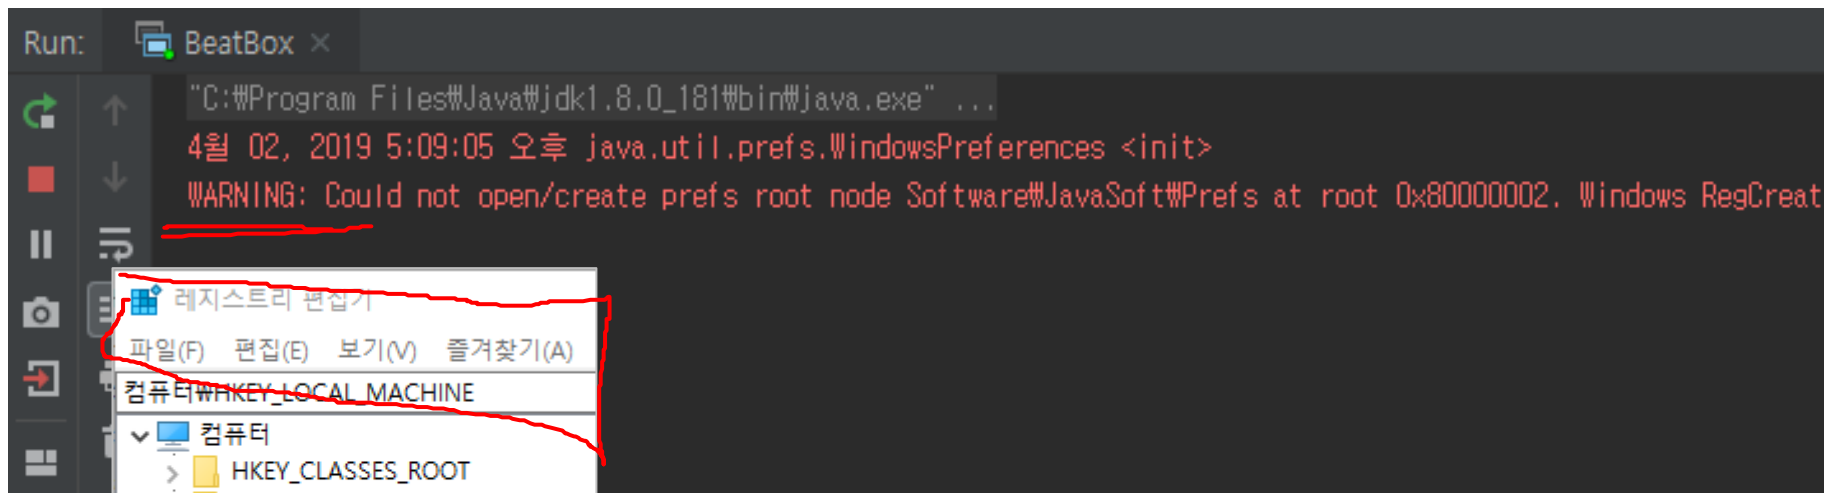 Run: BeatBox
"C:₩Program Files₩Java₩jdk1.8.0_181₩bin₩java.exe" ...
4월 02, 2019 5:09:05 오후 java.util.prefs.WindowsPreferences <init>
WARNING: Could not open/create prefs root node Software₩JavaSoft₩Prefs at root 0x80000002. Windows RegCreat
레지스트리 편집기
파일(F) 편집(E) 보기(V) 즐겨찾기(A)
컴퓨터₩HKEY_LOCAL_MACHINE
컴퓨터
HKEY_CLASSES_ROOT